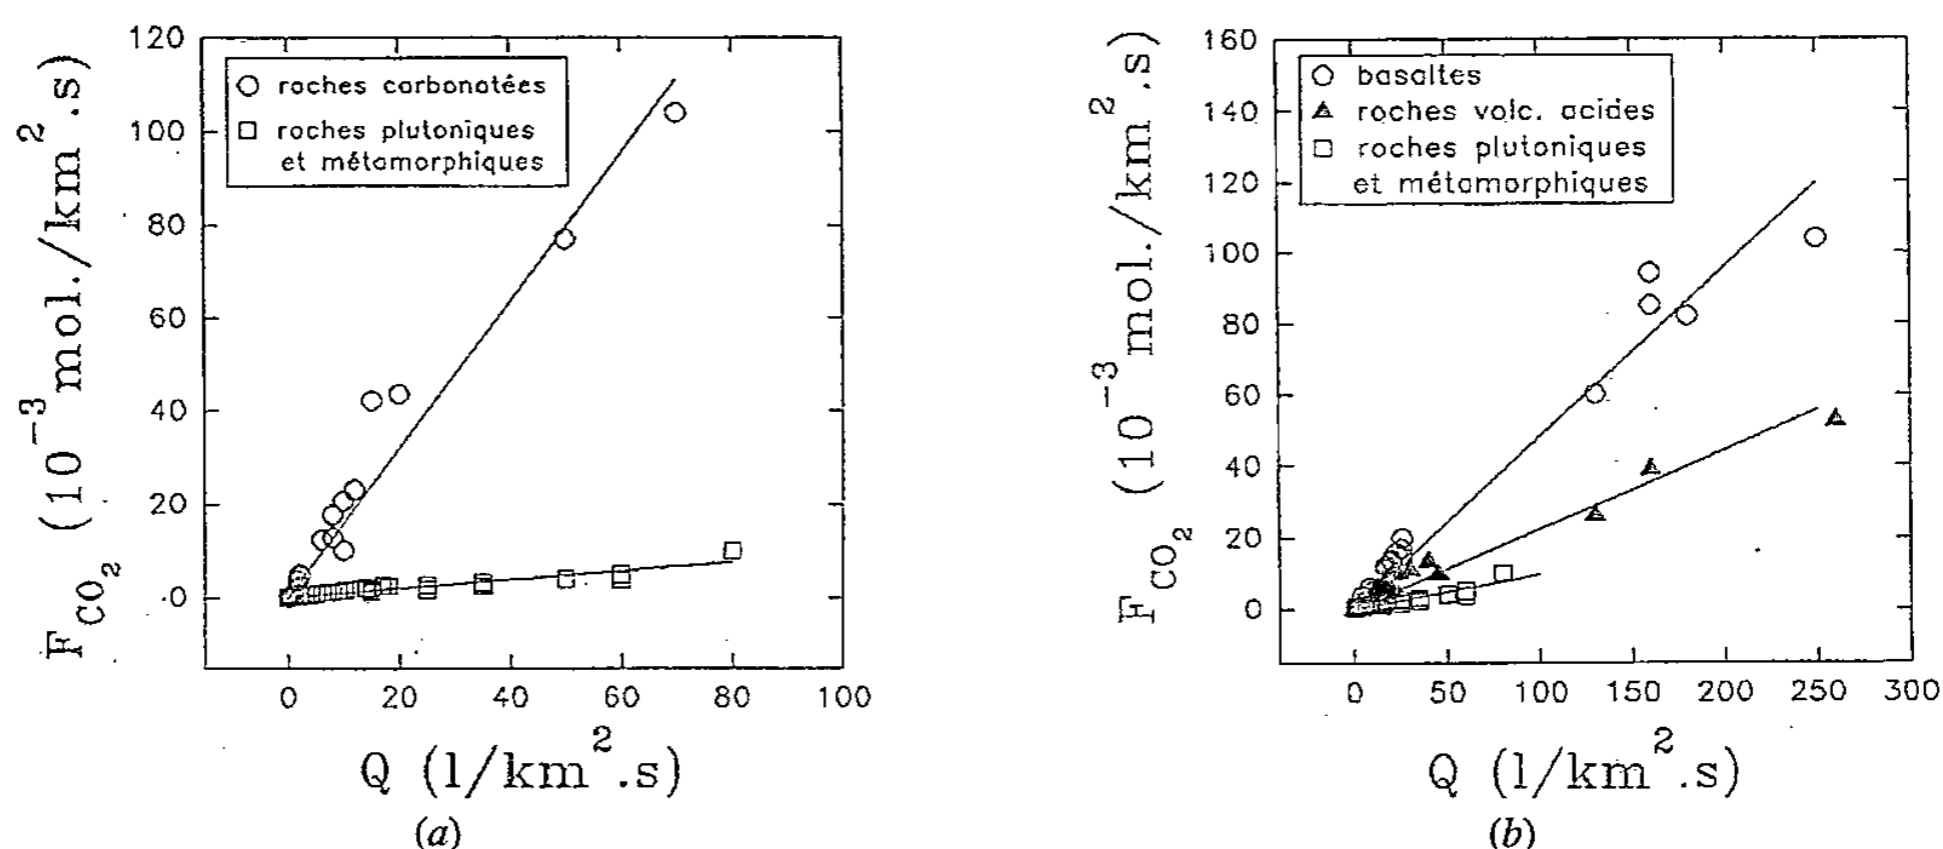 F_CO2 (10^-3 mol./km^2.s)
120
100
80
60
40
20
0
roches carbonatées
roches plutoniques
et métamorphiques
0 20 40 60 80 100
Q (l/km^2.s)
(a)
F_CO2 (10^-3 mol./km^2.s)
160
140
120
100
80
60
40
20
0
basaltes
roches volc. acides
roches plutoniques
et métamorphiques
0 50 100 150 200 250 300
Q (l/km^2.s)
(b)